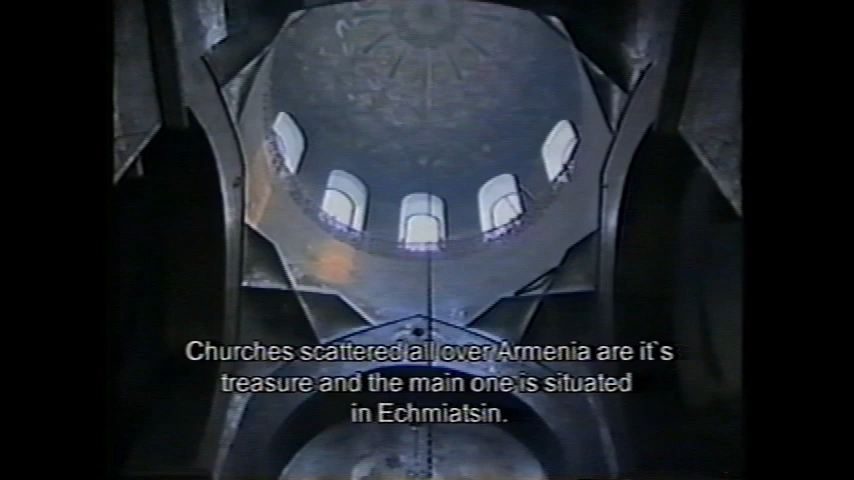 Churches scattered all over Armenia are it`s
treasure and the main one is situated
in Echmiatsin.